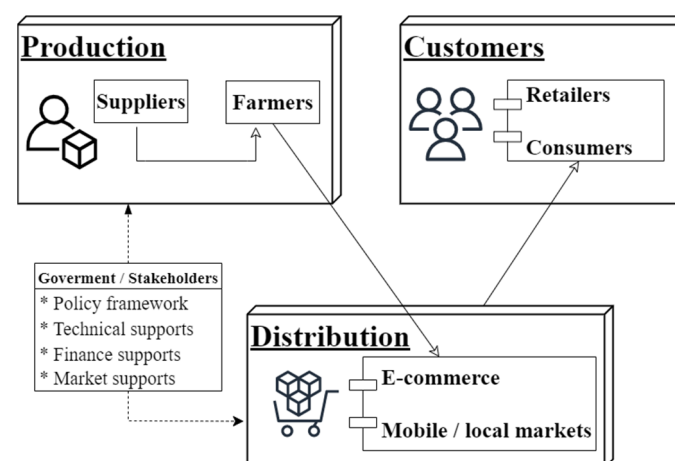 Production
Suppliers
Farmers
Customers
Retailers
Consumers
Goverment / Stakeholders
* Policy framework
* Technical supports
* Finance supports
* Market supports
Distribution
E-commerce
Mobile / local markets